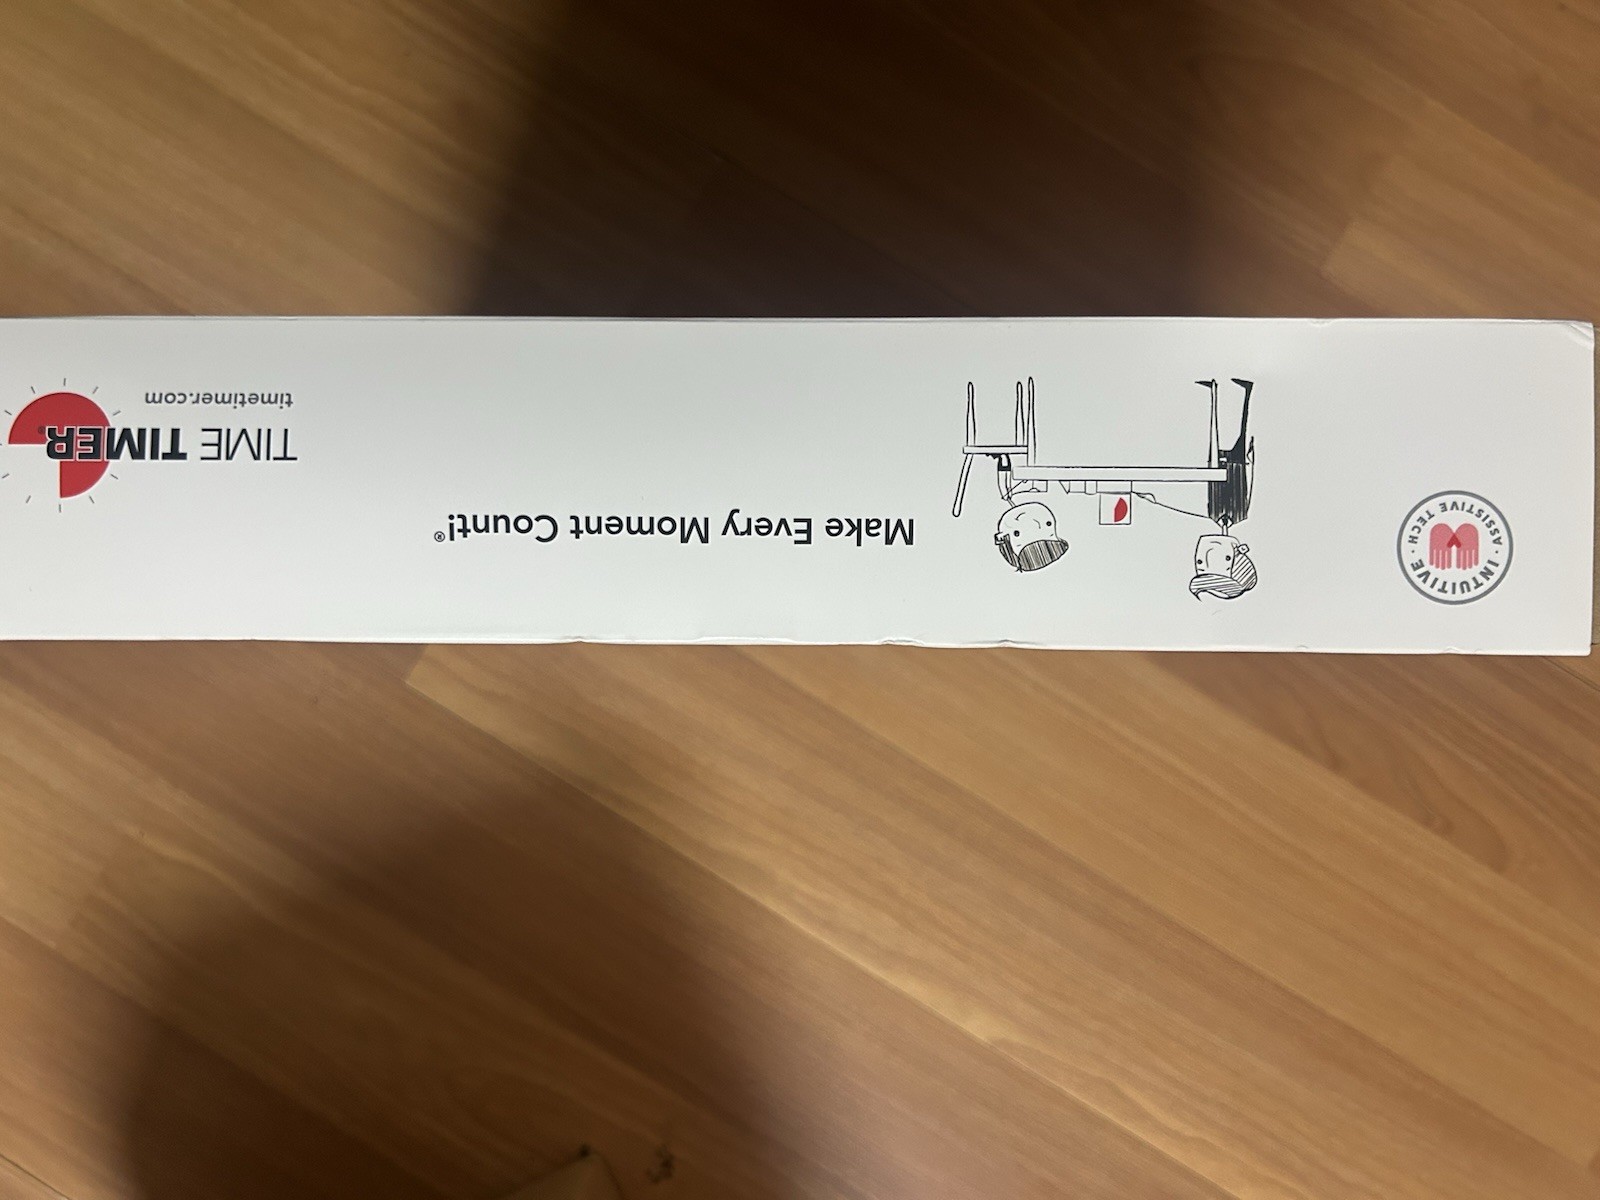 INTUITIVE
ASSISTIVE TECH
Make Every Moment Count!®
TIME TIMER®
timetimer.com